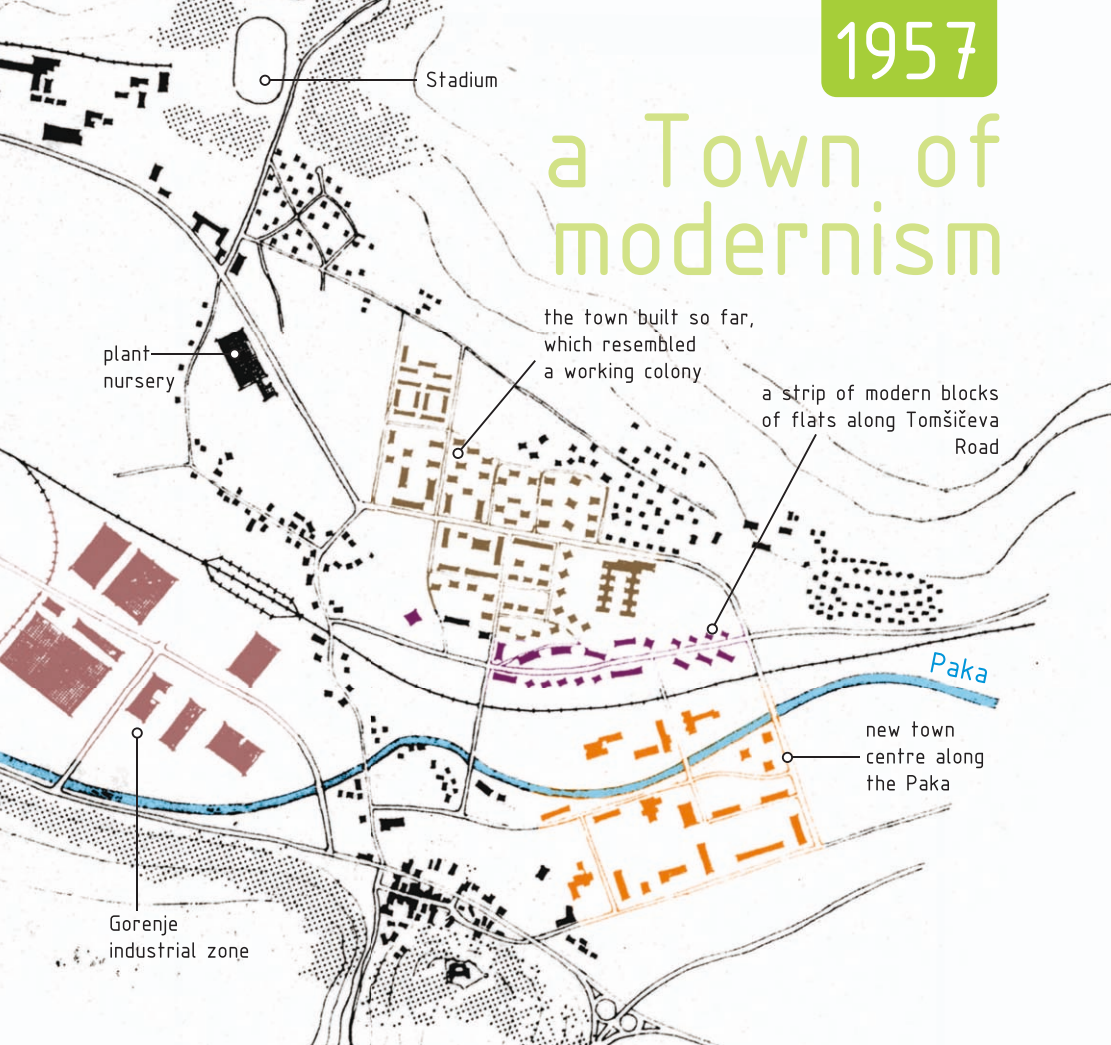 1957
a Town of
modernism
Stadium
the town built so far,
which resembled
a working colony
plant
nursery
a strip of modern blocks
of flats along Tomšičeva
Road
Paka
new town
centre along
the Paka
Gorenje
industrial zone